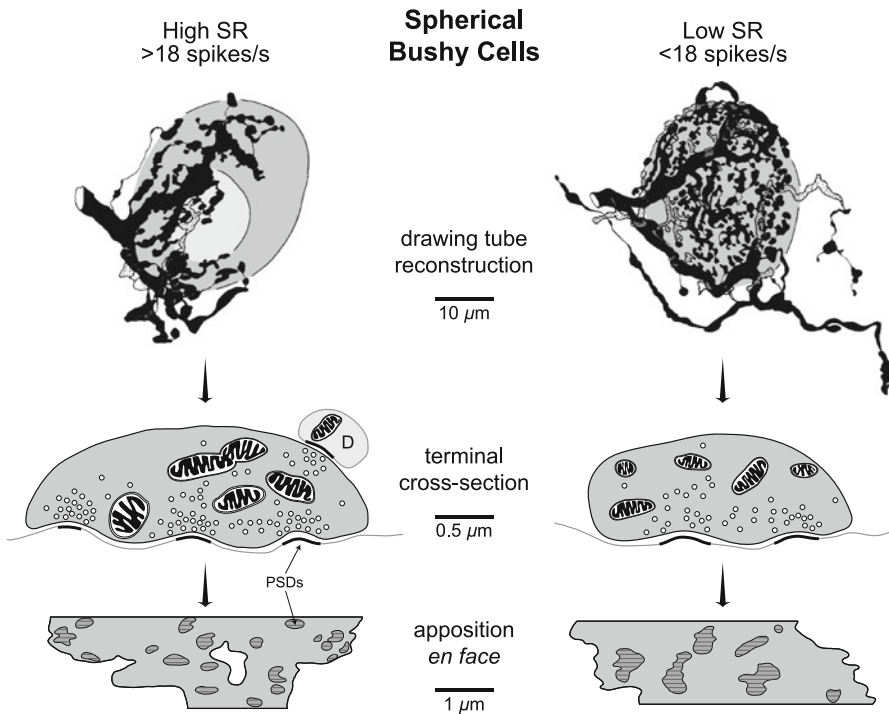 High SR
>18 spikes/s
Spherical
Bushy Cells
Low SR
<18 spikes/s
drawing tube
reconstruction
10 µm
D
terminal
cross-section
0.5 µm
PSDs
apposition
en face
1 µm